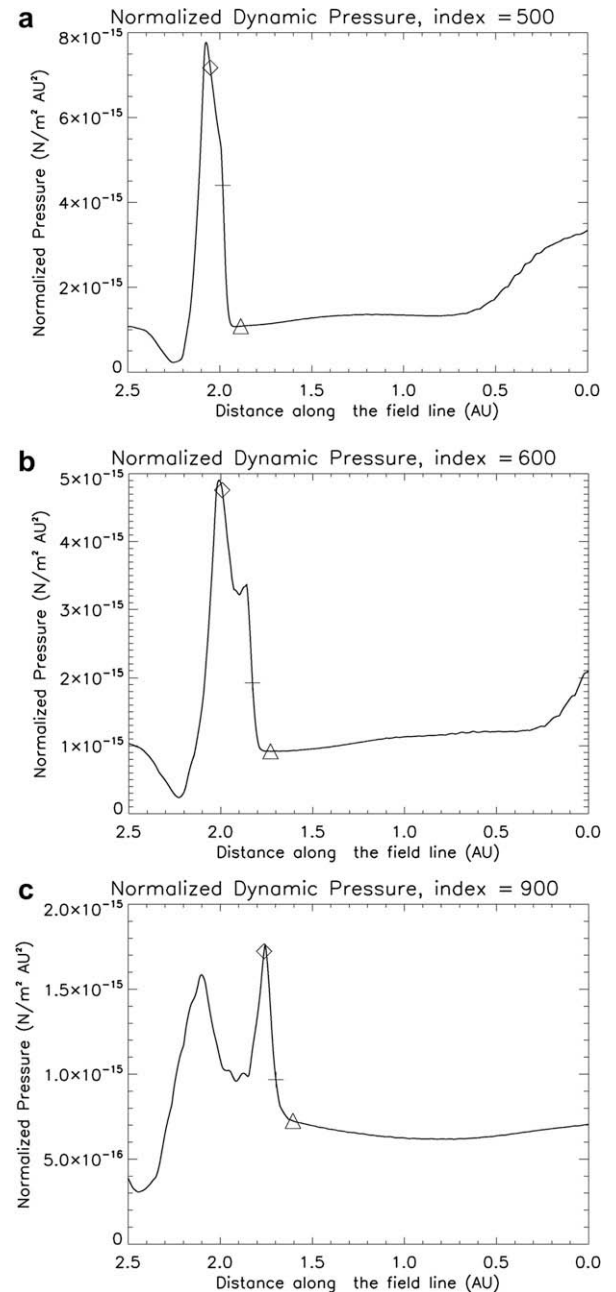 a
Normalized Dynamic Pressure, index = 500
Normalized Pressure (N/m² AU²)
8×10⁻¹⁵
6×10⁻¹⁵
4×10⁻¹⁵
2×10⁻¹⁵
0
2.5 2.0 1.5 1.0 0.5 0.0
Distance along the field line (AU)
b
Normalized Dynamic Pressure, index = 600
Normalized Pressure (N/m² AU²)
5×10⁻¹⁵
4×10⁻¹⁵
3×10⁻¹⁵
2×10⁻¹⁵
1×10⁻¹⁵
0
2.5 2.0 1.5 1.0 0.5 0.0
Distance along the field line (AU)
c
Normalized Dynamic Pressure, index = 900
Normalized Pressure (N/m² AU²)
2.0×10⁻¹⁵
1.5×10⁻¹⁵
1.0×10⁻¹⁵
5.0×10⁻¹⁶
0
2.5 2.0 1.5 1.0 0.5 0.0
Distance along the field line (AU)